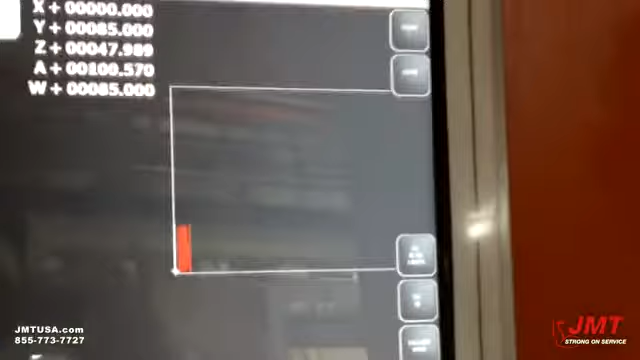 X + 00000.000
Y + 00085.000
Z + 00047.989
A + 00100.570
W + 00085.000
JMTUSA.com
855-773-7727
JMT
STRONG ON SERVICE